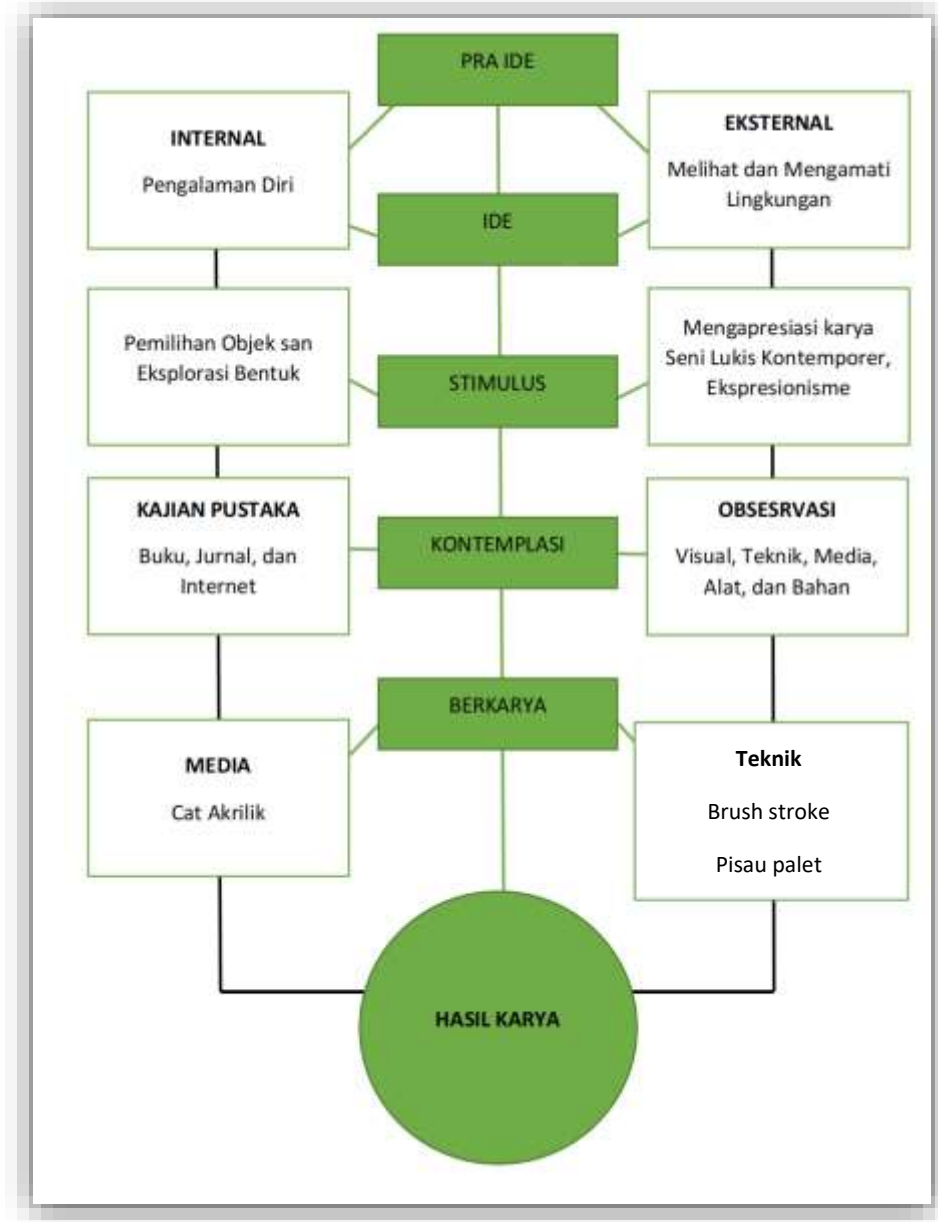 PRA IDE
INTERNAL
Pengalaman Diri
EKSTERNAL
Melihat dan Mengamati
Lingkungan
IDE
Pemilihan Objek san
Eksplorasi Bentuk
STIMULUS
Mengapresiasi karya
Seni Lukis Kontemporer,
Ekspresionisme
KAJIAN PUSTAKA
Buku, Jurnal, dan
Internet
KONTEMPLASI
OBSESRVASI
Visual, Teknik, Media,
Alat, dan Bahan
BERKARYA
MEDIA
Cat Akrilik
Teknik
Brush stroke
Pisau palet
HASIL KARYA